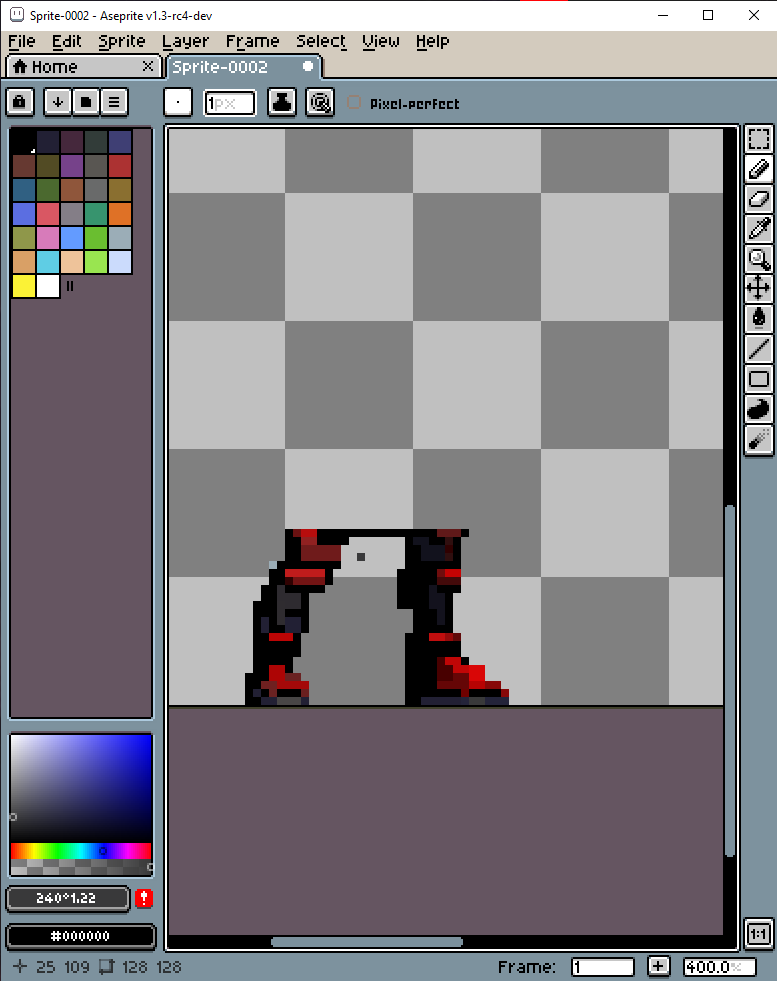 Sprite-0002 - Aseprite v1.3-rc4-dev
File Edit Sprite Layer Frame Select View Help
Home
Sprite-0002
1px
Pixel-perfect
240°1.22
#000000
1:1
25 109 128 128
Frame: 1
400.0%